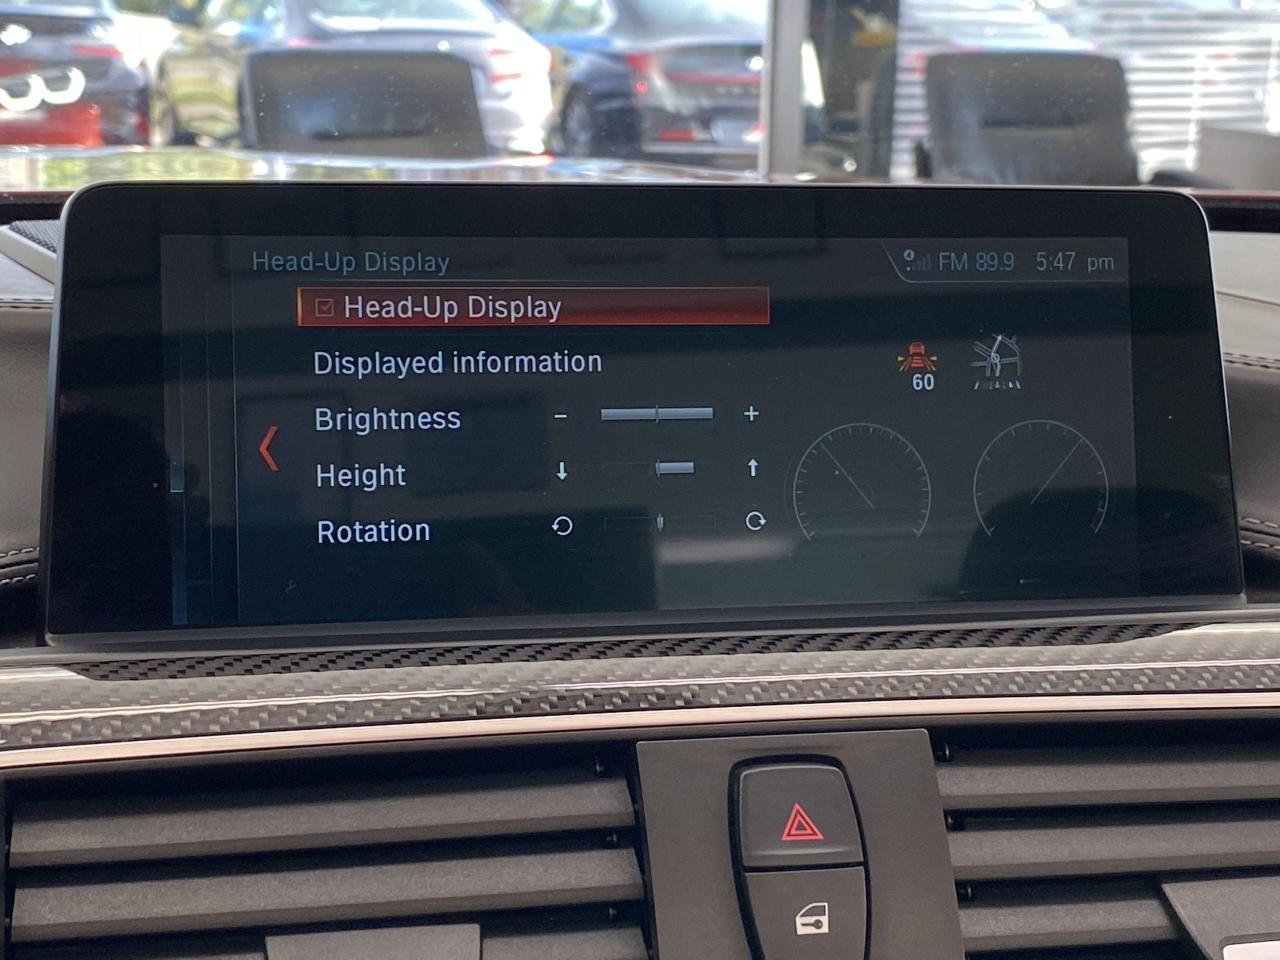 Head-Up Display
FM 89.9 5:47 pm
Head-Up Display
Displayed information
60
Brightness - +
Height
Rotation